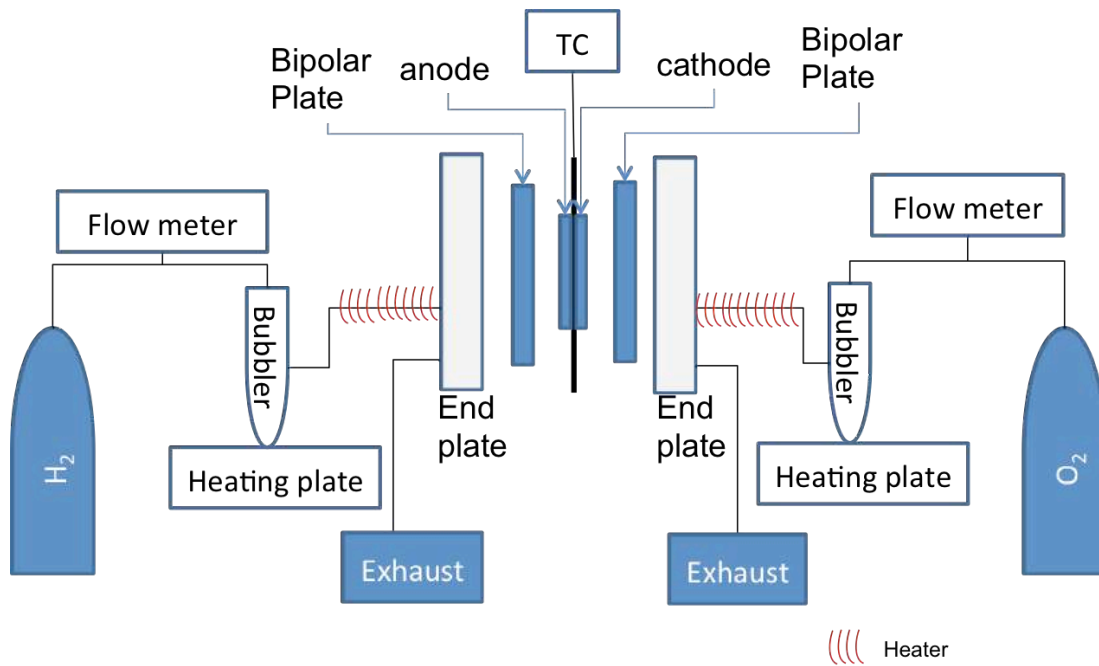 TC
Bipolar
Plate
anode
cathode
Bipolar
Plate
Flow meter
Flow meter
Bubbler
Bubbler
End
plate
End
plate
H₂
Heating plate
Heating plate
O₂
Exhaust
Exhaust
Heater